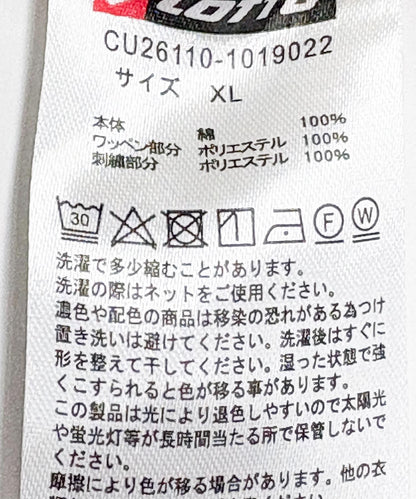 Lotto
CU26110-1019022
サイズ XL
本体 綿 100%
ワッペン部分 ポリエステル 100%
刺繍部分 ポリエステル 100%
30
F W
洗濯で多少縮むことがあります。
洗濯の際はネットをご使用ください。
濃色や配色の商品は移染の恐れがある為つけ
置き洗いは避けてください。洗濯後はすぐに
形を整えて干してください。湿った状態で強
くこすられると色が移る事があります。
この製品は光により退色しやすいので太陽光
や蛍光灯等が長時間当たる所で保管しないで
ください。
摩擦により色が移る場合があります。他の衣